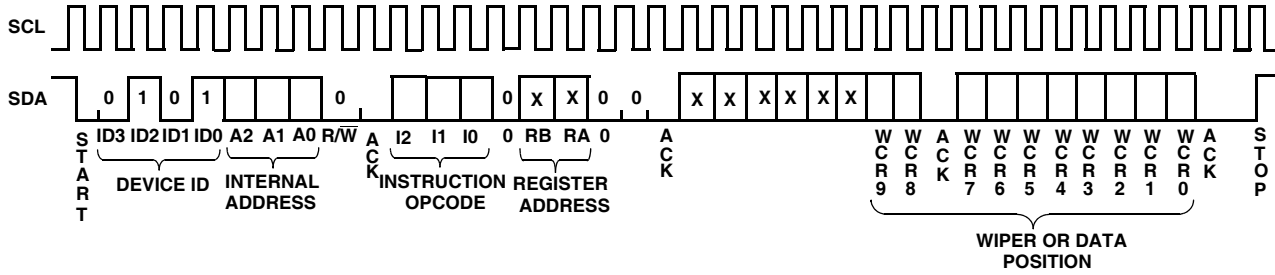 SCL
SDA
0 1 0 1 0 0 X X 0 0 X X X X X X
START ID3 ID2 ID1 ID0 A2 A1 A0 R/W ACK I2 I1 I0 0 RB RA 0 ACK WCR9 WCR8 ACK WCR7 WCR6 WCR5 WCR4 WCR3 WCR2 WCR1 WCR0 ACK STOP
DEVICE ID
INTERNAL
ADDRESS
INSTRUCTION
OPCODE
REGISTER
ADDRESS
WIPER OR DATA
POSITION